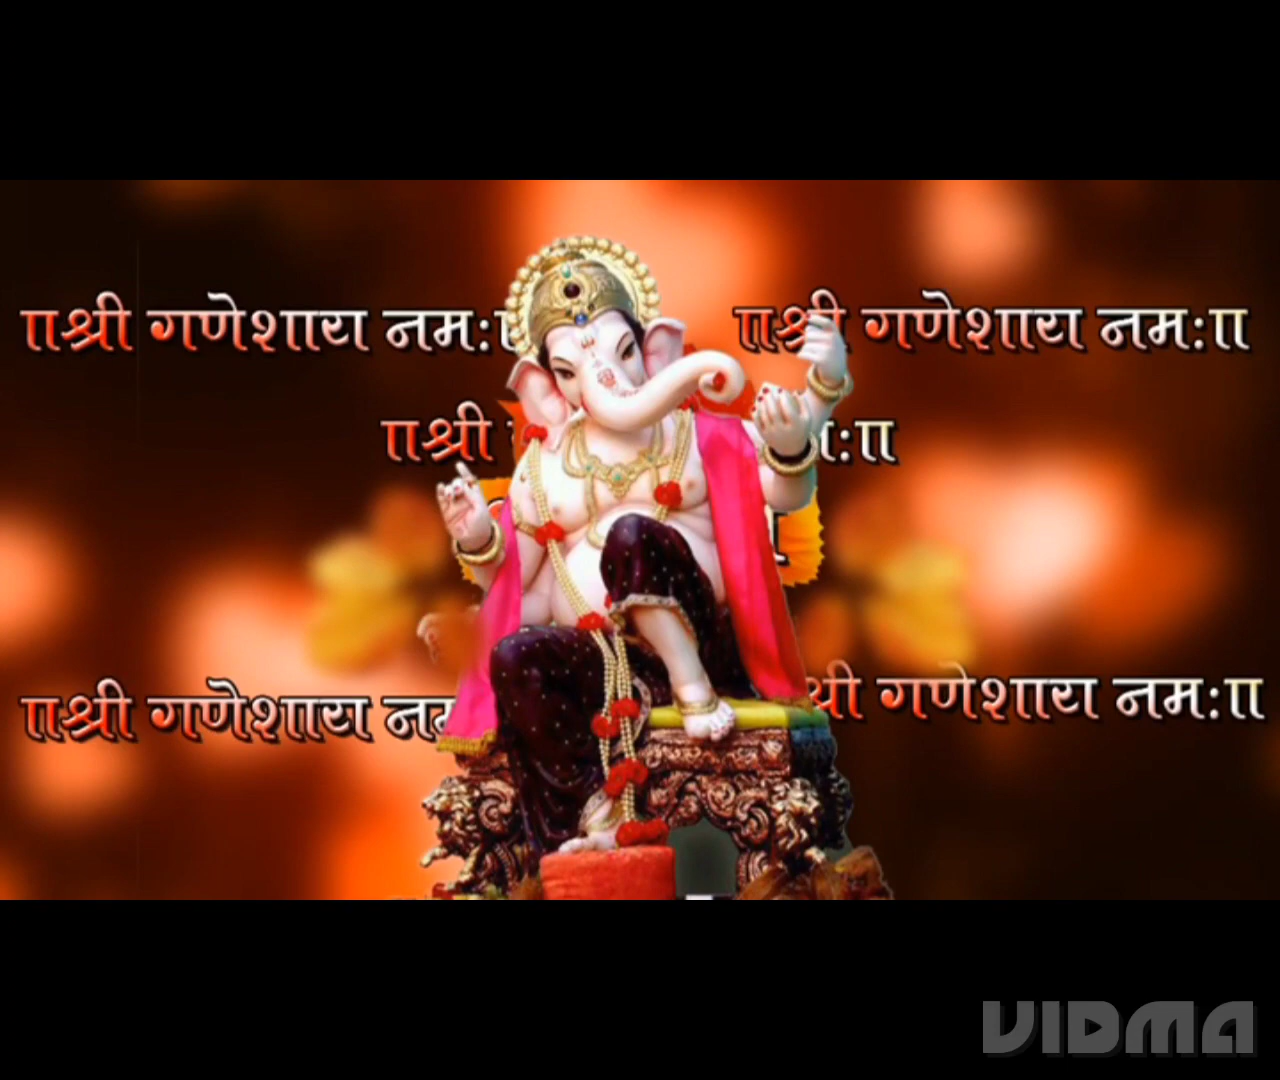 ॥श्री गणेशाय नमः॥
॥श्री गणेशाय नमः॥
॥श्री
॥श्री गणेशाय
श्री गणेशाय नमः॥
VIDMA